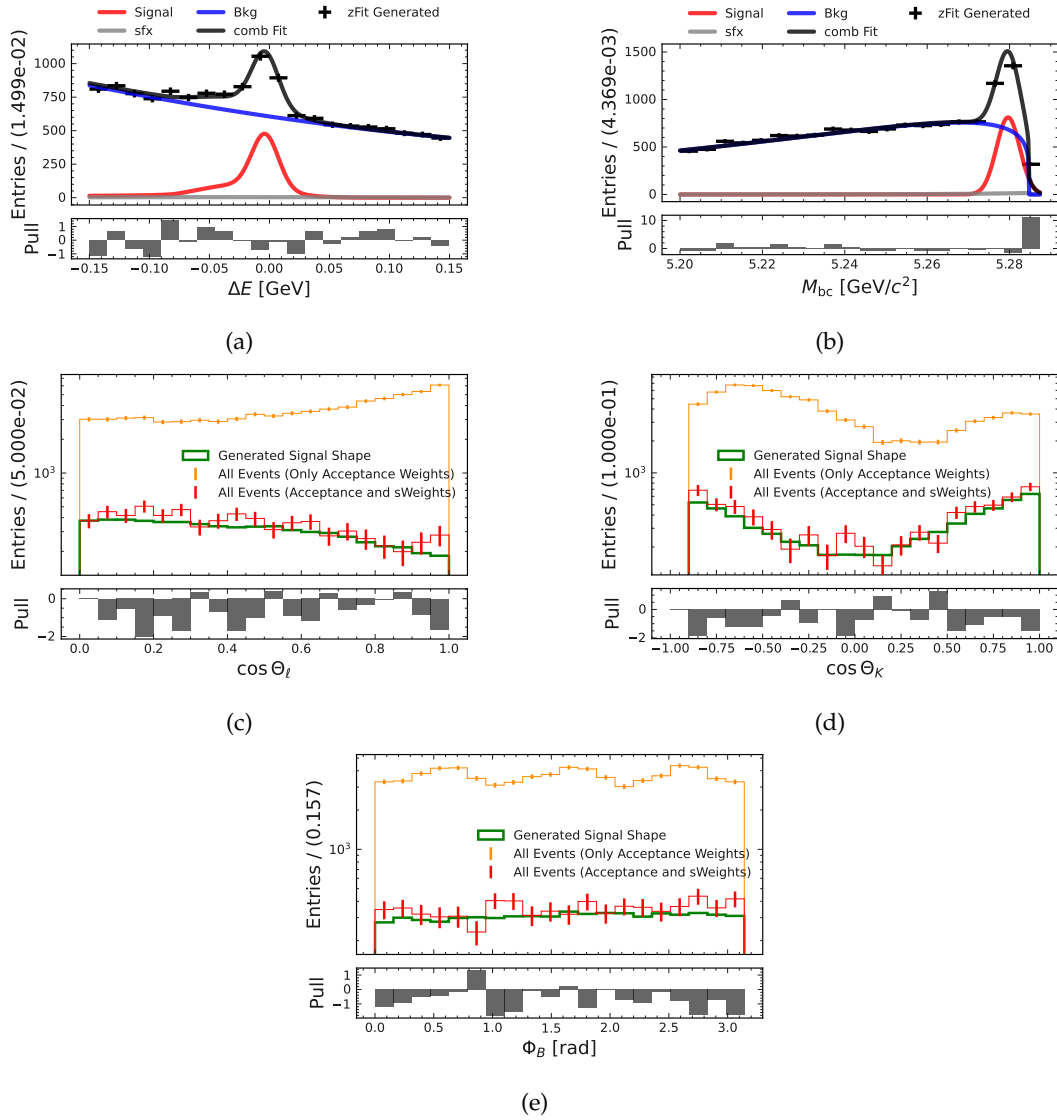 Signal Bkg zFit Generated
sfx comb Fit
Entries / (1.499e-02)
1000
750
500
250
0
Pull
1
0
−1
−0.15 −0.10 −0.05 0.00 0.05 0.10 0.15
ΔE [GeV]
(a)
Signal Bkg zFit Generated
sfx comb Fit
Entries / (4.369e-03)
1500
1000
500
0
Pull
10
0
5.20 5.22 5.24 5.26 5.28
M_bc [GeV/c²]
(b)
Entries / (5.000e-02)
10³
Generated Signal Shape
All Events (Only Acceptance Weights)
All Events (Acceptance and sWeights)
Pull
0
−2
0.0 0.2 0.4 0.6 0.8 1.0
cos Θ_ℓ
(c)
Entries / (1.000e-01)
10³
Generated Signal Shape
All Events (Only Acceptance Weights)
All Events (Acceptance and sWeights)
Pull
0
−2
−1.00 −0.75 −0.50 −0.25 0.00 0.25 0.50 0.75 1.00
cos Θ_K
(d)
Entries / (0.157)
10³
Generated Signal Shape
All Events (Only Acceptance Weights)
All Events (Acceptance and sWeights)
Pull
1
0
−1
0.0 0.5 1.0 1.5 2.0 2.5 3.0
Φ_B [rad]
(e)